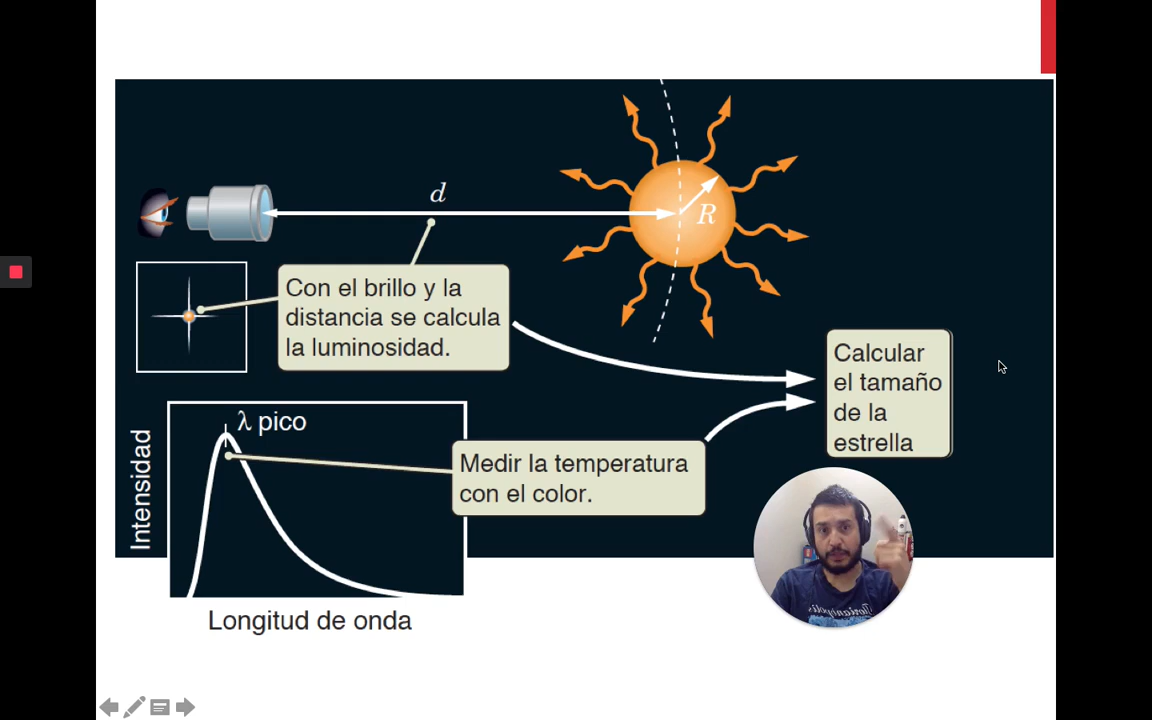 d
R
Con el brillo y la
distancia se calcula
la luminosidad.
Calcular
el tamaño
de la
estrella
λ pico
Intensidad
Medir la temperatura
con el color.
Longitud de onda